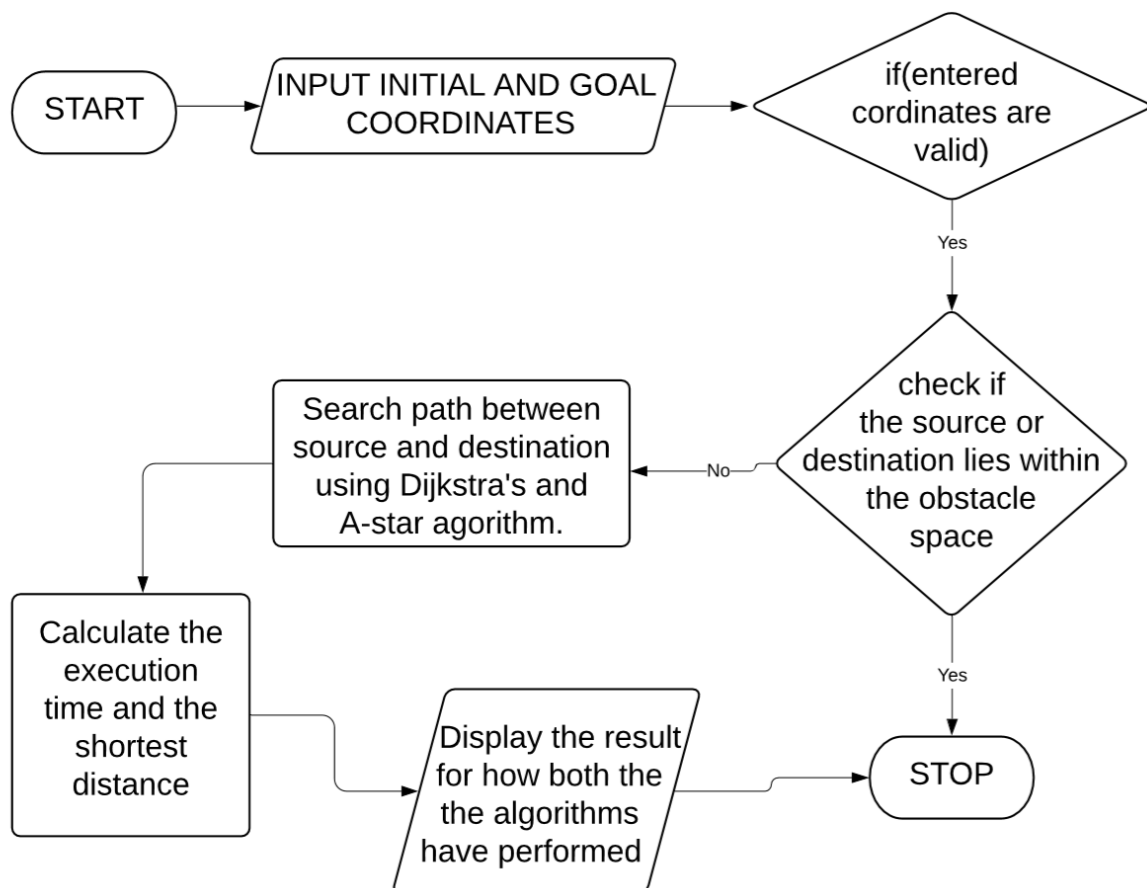 START
INPUT INITIAL AND GOAL
COORDINATES
if(entered
cordinates are
valid)
Yes
check if
the source or
destination lies within
the obstacle
space
No
Search path between
source and destination
using Dijkstra's and
A-star agorithm.
Calculate the
execution
time and the
shortest
distance
Display the result
for how both the
the algorithms
have performed
Yes
STOP